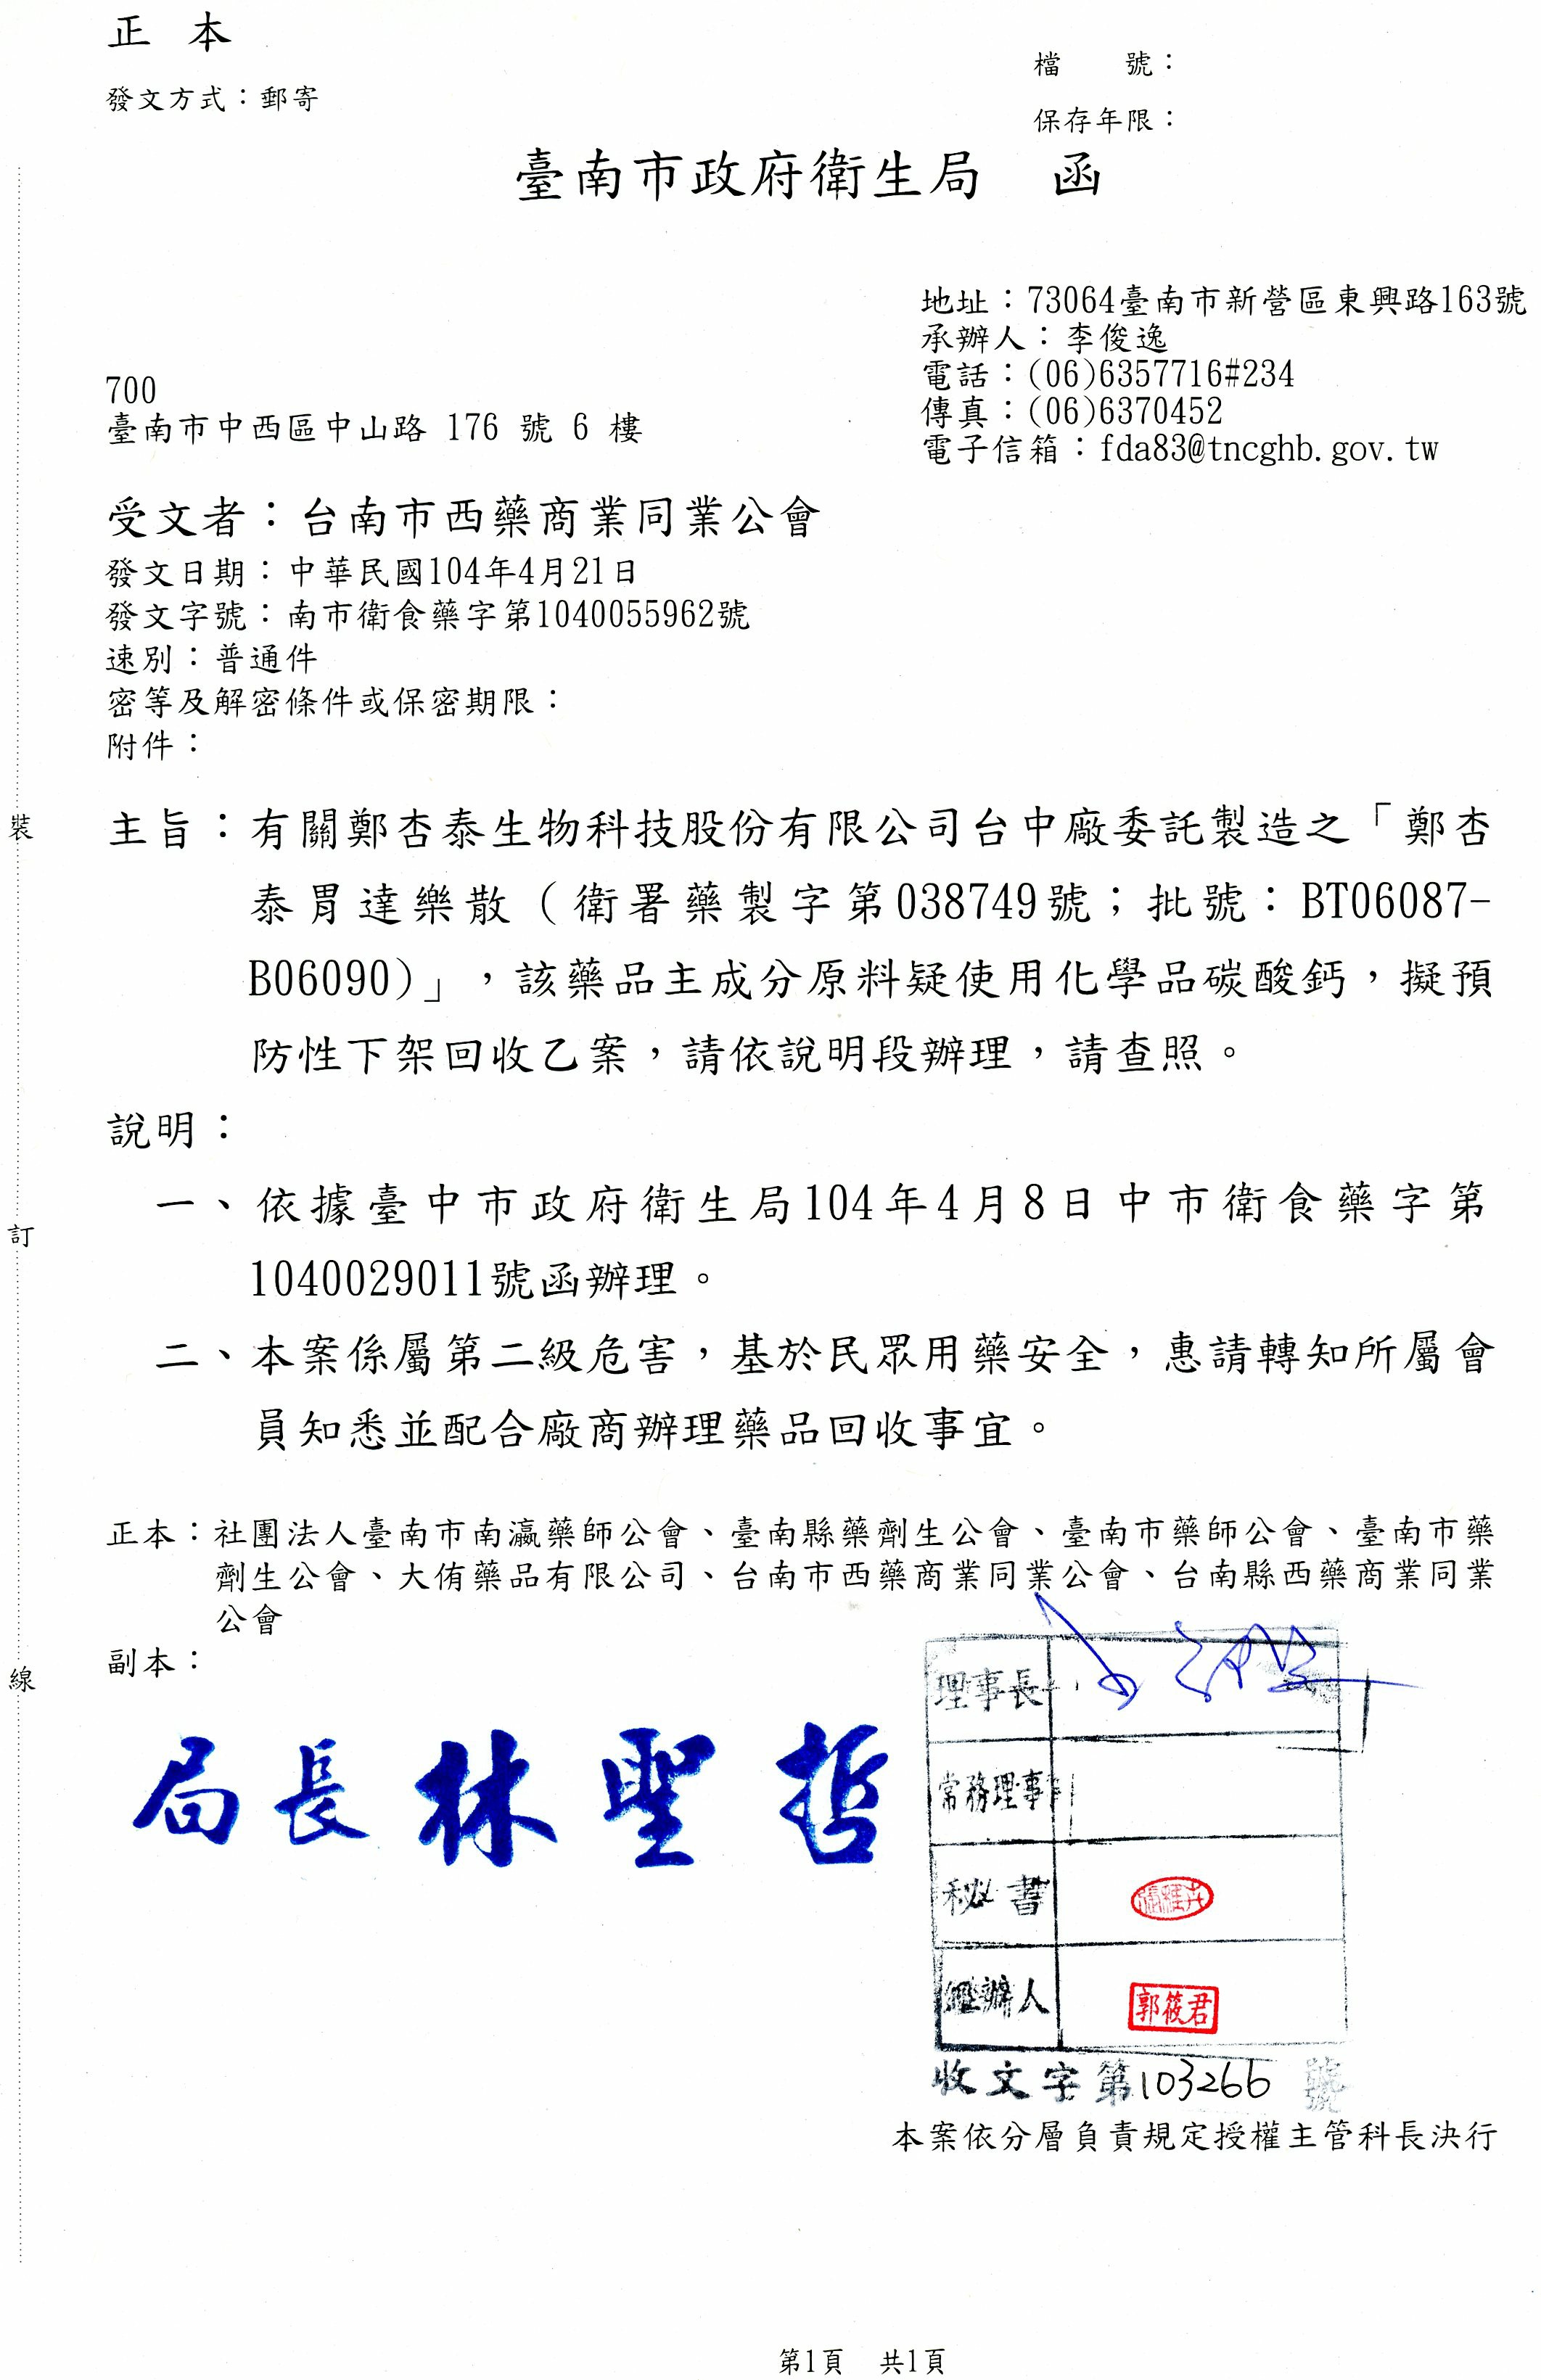 正 本
發文方式：郵寄
檔 號：
保存年限：
臺南市政府衛生局 函
地址：73064臺南市新營區東興路163號
承辦人：李俊逸
電話：(06)6357716#234
傳真：(06)6370452
電子信箱：fda83@tncghb.gov.tw
700
臺南市中西區中山路 176 號 6 樓
受文者：台南市西藥商業同業公會
發文日期：中華民國104年4月21日
發文字號：南市衛食藥字第1040055962號
速別：普通件
密等及解密條件或保密期限：
附件：
主旨：有關鄭杏泰生物科技股份有限公司台中廠委託製造之「鄭杏
泰胃達樂散（衛署藥製字第038749號；批號：BT06087-
B06090)」，該藥品主成分原料疑使用化學品碳酸鈣，擬預
防性下架回收乙案，請依說明段辦理，請查照。
說明：
一、依據臺中市政府衛生局104年4月8日中市衛食藥字第
1040029011號函辦理。
二、本案係屬第二級危害，基於民眾用藥安全，惠請轉知所屬會
員知悉並配合廠商辦理藥品回收事宜。
正本：社團法人臺南市南瀛藥師公會、臺南縣藥劑生公會、臺南市藥師公會、臺南市藥
劑生公會、大侑藥品有限公司、台南市西藥商業同業公會、台南縣西藥商業同業
公會
副本：
局長林聖哲
理事長
常務理事
秘書
經辦人
郭筱君
收文字第103266 號
本案依分層負責規定授權主管科長決行
裝
訂
線
第1頁 共1頁